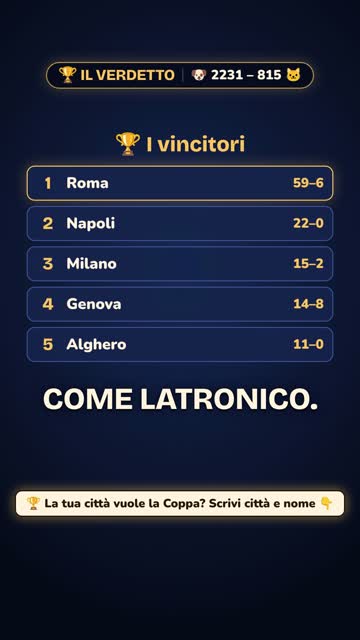 🏆 IL VERDETTO | 🐶 2231 – 815 🐱
🏆 I vincitori
1 Roma 59–6
2 Napoli 22–0
3 Milano 15–2
4 Genova 14–8
5 Alghero 11–0
COME LATRONICO.
🏆 La tua città vuole la Coppa? Scrivi città e nome 👇